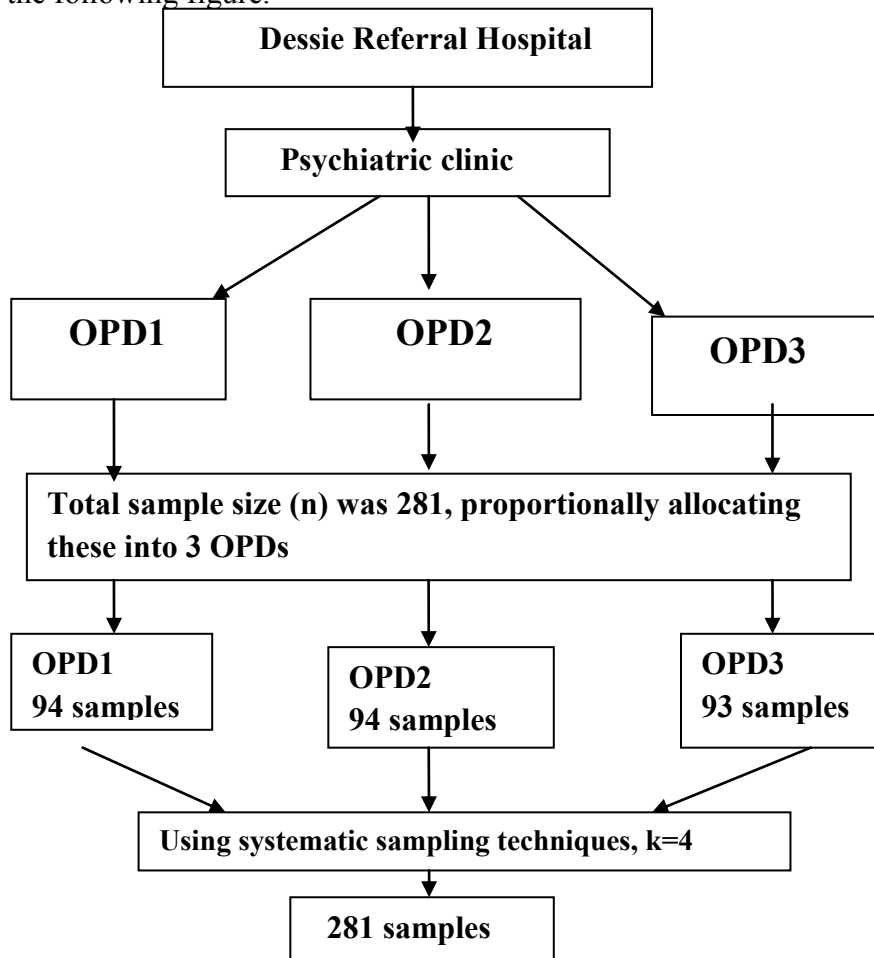 the following figure.
Dessie Referral Hospital
Psychiatric clinic
OPD1
OPD2
OPD3
Total sample size (n) was 281, proportionally allocating
these into 3 OPDs
OPD1
94 samples
OPD2
94 samples
OPD3
93 samples
Using systematic sampling techniques, k=4
281 samples